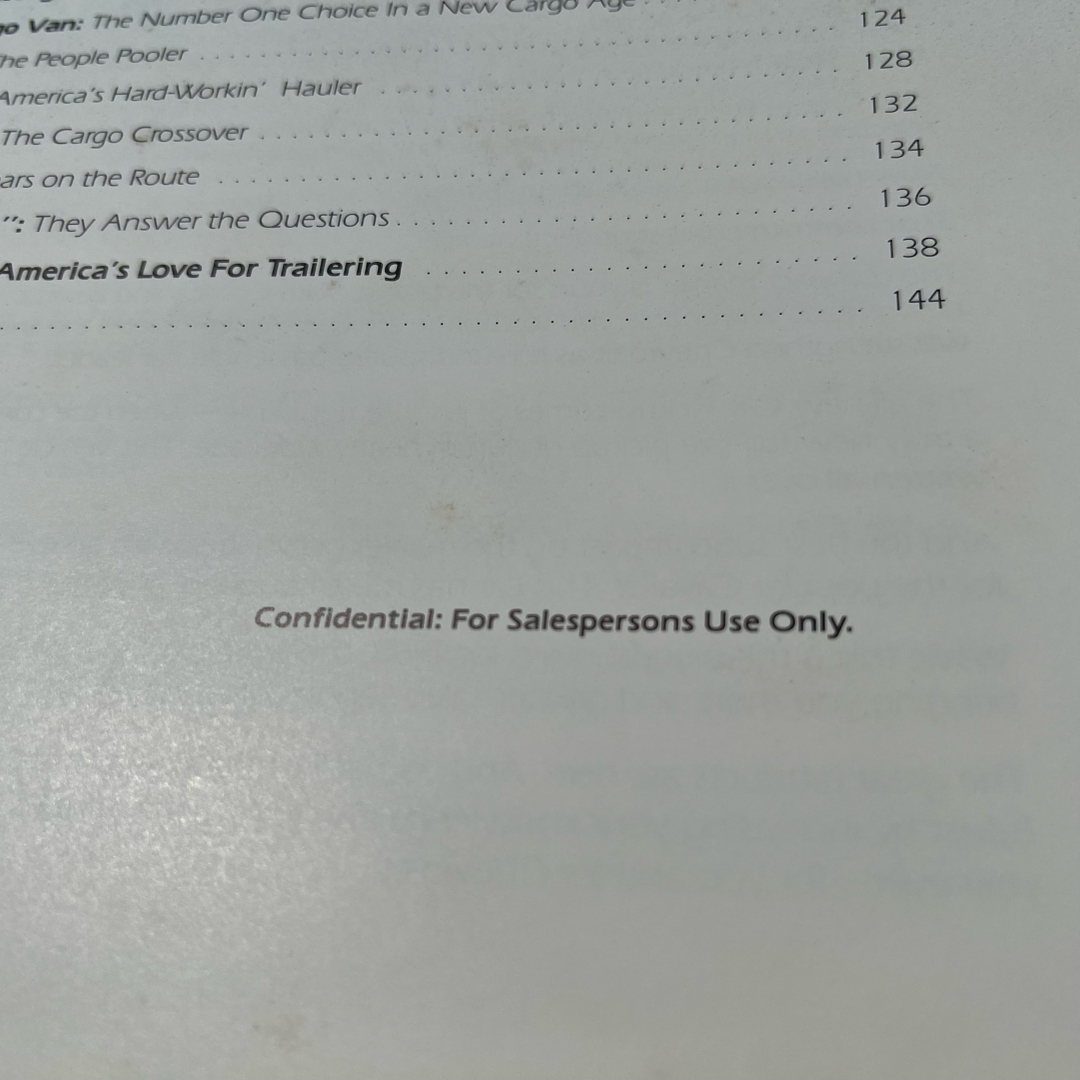 go Van: The Number One Choice In a New Cargo Age . . .
he People Pooler . . . . . . . . . . . . . . . . . . . . . . . . . . . . . . 124
America's Hard-Workin' Hauler . . . . . . . . . . . . . . . . . . . . 128
The Cargo Crossover . . . . . . . . . . . . . . . . . . . . . . . . . . . 132
ars on the Route . . . . . . . . . . . . . . . . . . . . . . . . . . . . . 134
": They Answer the Questions . . . . . . . . . . . . . . . . . . . . . 136
America's Love For Trailering . . . . . . . . . . . . . . . . . . . . . 138
. . . . . . . . . . . . . . . . . . . . . . . . . . . . . . . . . . . . . . 144
Confidential: For Salespersons Use Only.